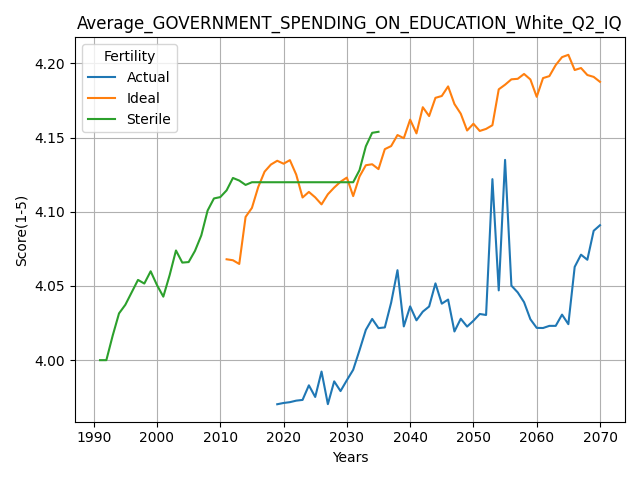 Average_GOVERNMENT_SPENDING_ON_EDUCATION_White_Q2_IQ
Fertility
Actual
Ideal
Sterile
4.20
4.15
4.10
4.05
4.00
Score(1-5)
1990 2000 2010 2020 2030 2040 2050 2060 2070
Years